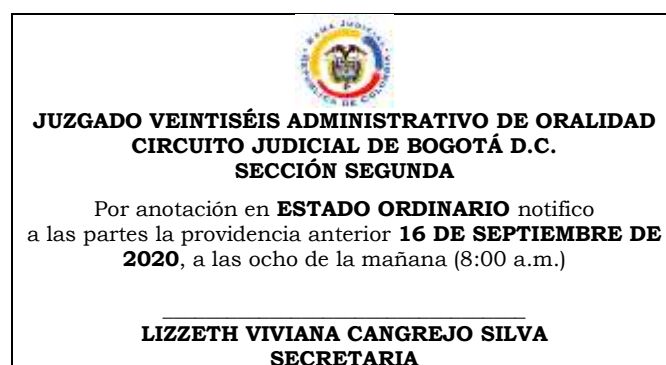 JUZGADO VEINTISÉIS ADMINISTRATIVO DE ORALIDAD
CIRCUITO JUDICIAL DE BOGOTÁ D.C.
SECCIÓN SEGUNDA
Por anotación en ESTADO ORDINARIO notifico
a las partes la providencia anterior 16 DE SEPTIEMBRE DE
2020, a las ocho de la mañana (8:00 a.m.)
LIZZETH VIVIANA CANGREJO SILVA
SECRETARIA